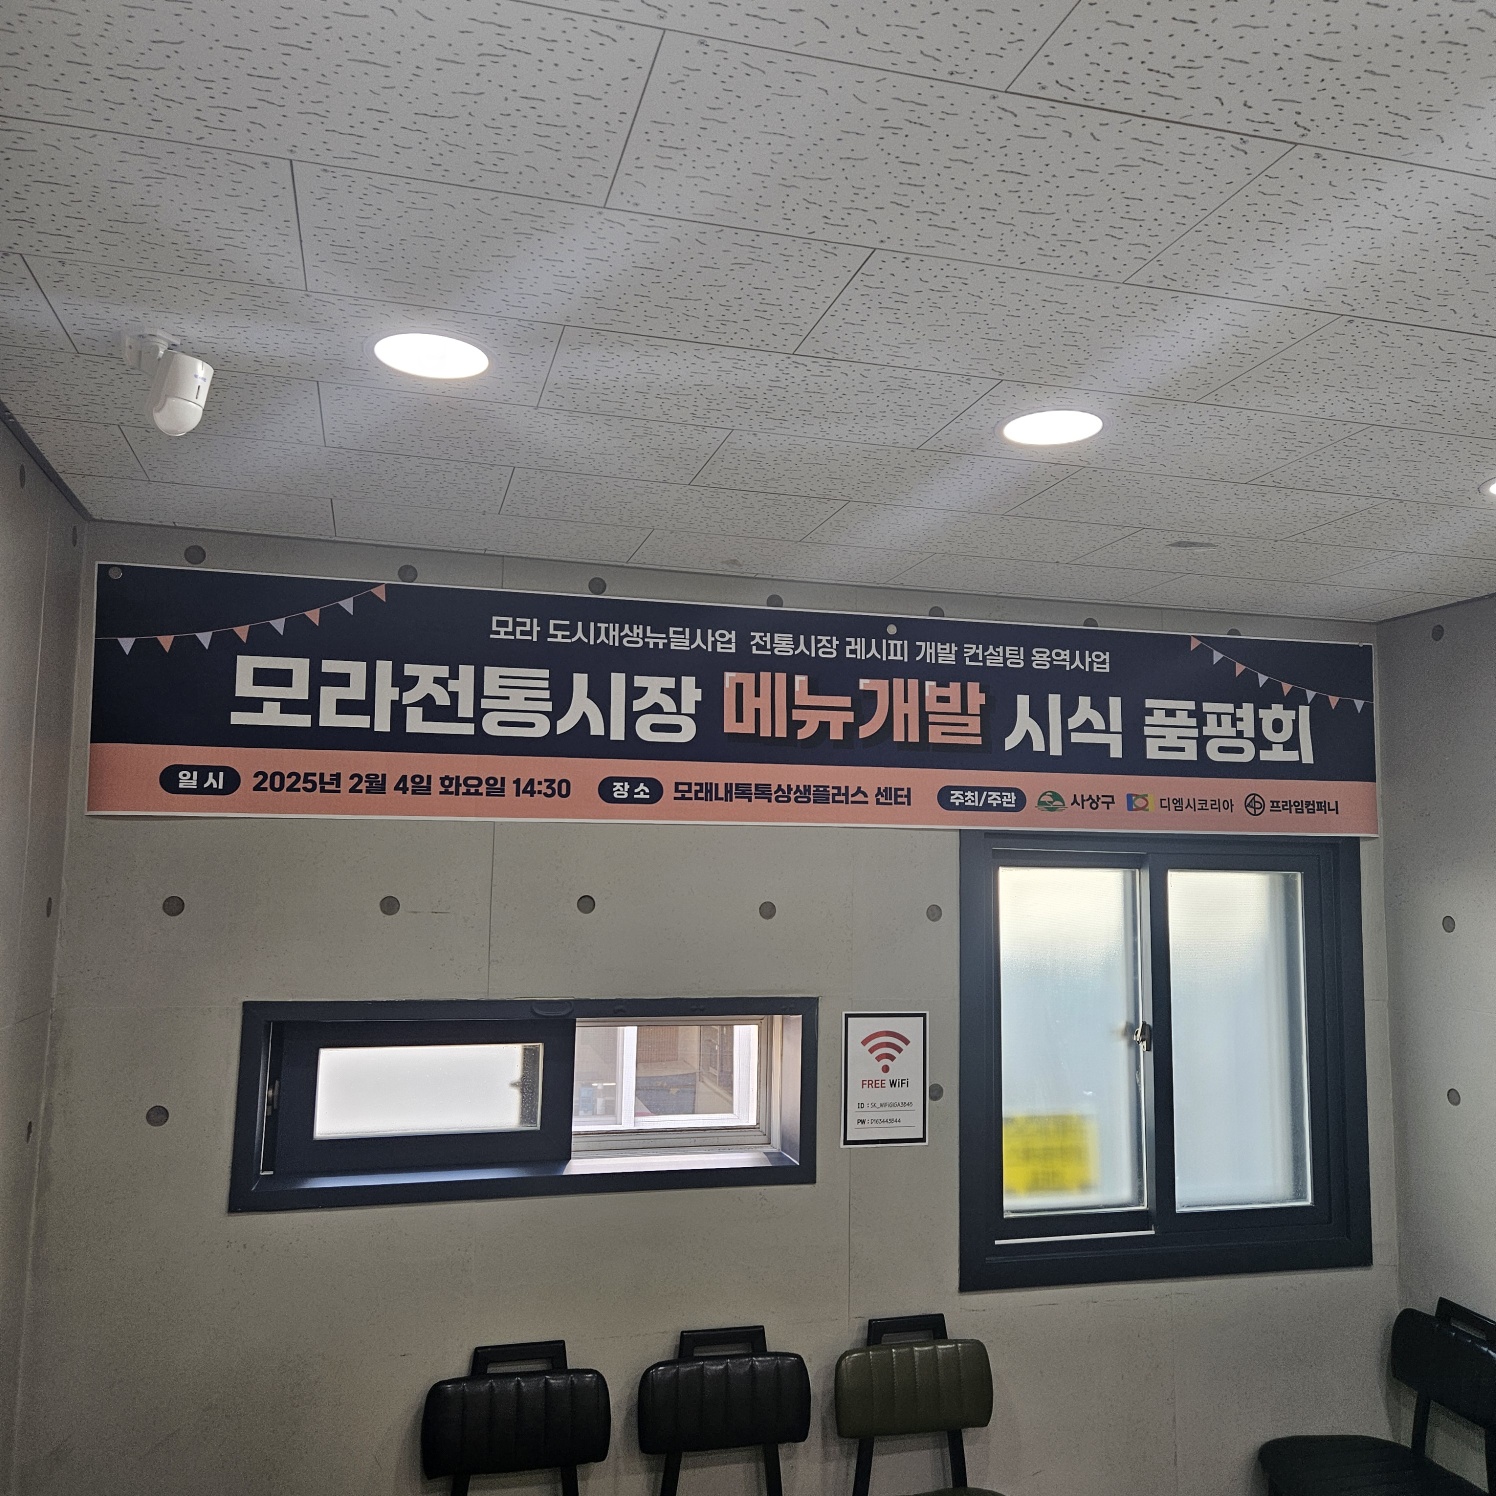 모라 도시재생뉴딜사업 전통시장 레시피 개발 컨설팅 용역사업
모라전통시장 메뉴개발 시식 품평회
일시 2025년 2월 4일 화요일 14:30 장소 모래내톡톡상생플러스 센터 주최/주관 사상구 디엠시코리아 프라임컴퍼니
FREE WiFi
ID :
PW :